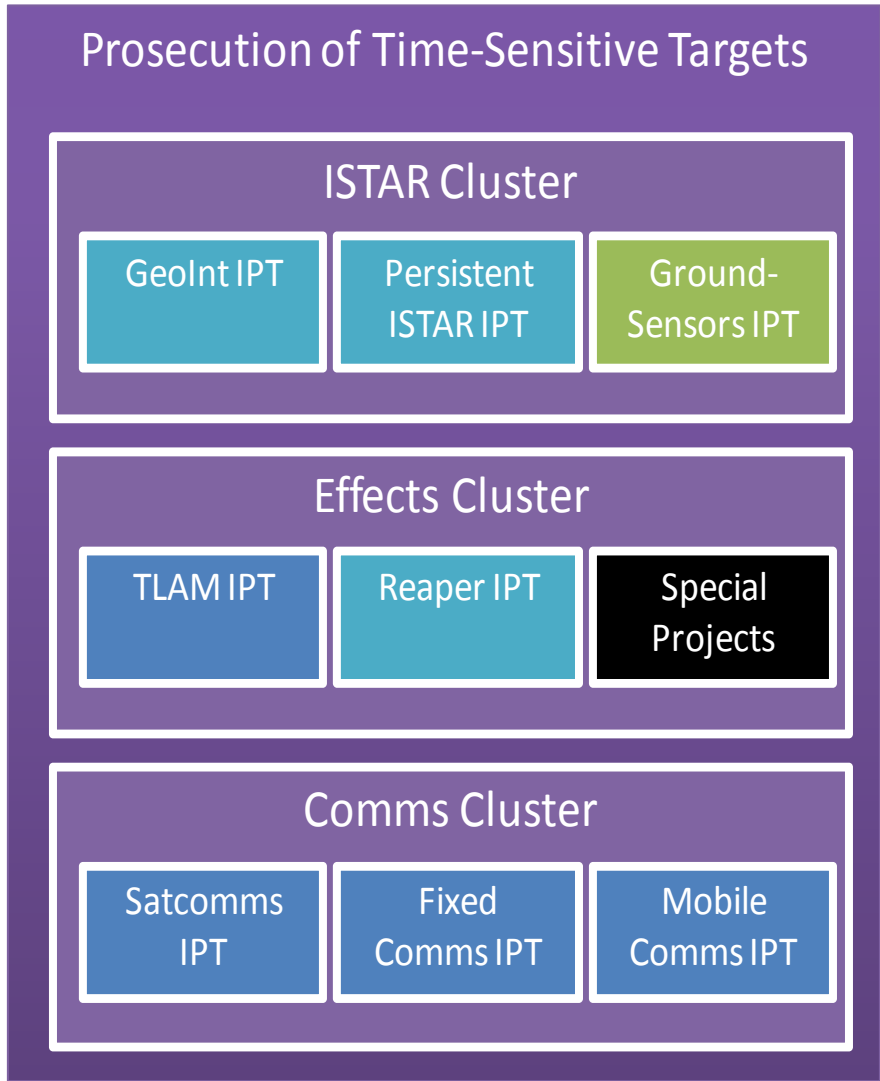 Prosecution of Time-Sensitive Targets
ISTAR Cluster
GeoInt IPT
Persistent
ISTAR IPT
Ground-
Sensors IPT
Effects Cluster
TLAM IPT
Reaper IPT
Special
Projects
Comms Cluster
Satcomms
IPT
Fixed
Comms IPT
Mobile
Comms IPT